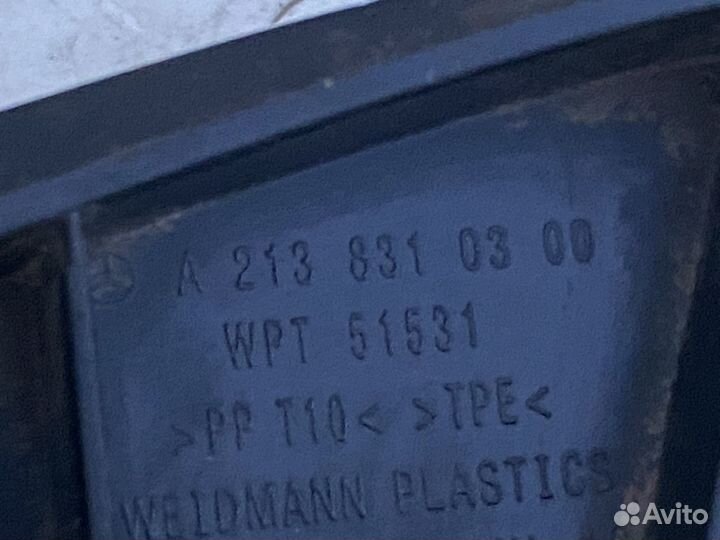 A 213 831 03 00
WPT 51531
>PP T10< >TPE<
WEIDMANN PLASTICS
Avito